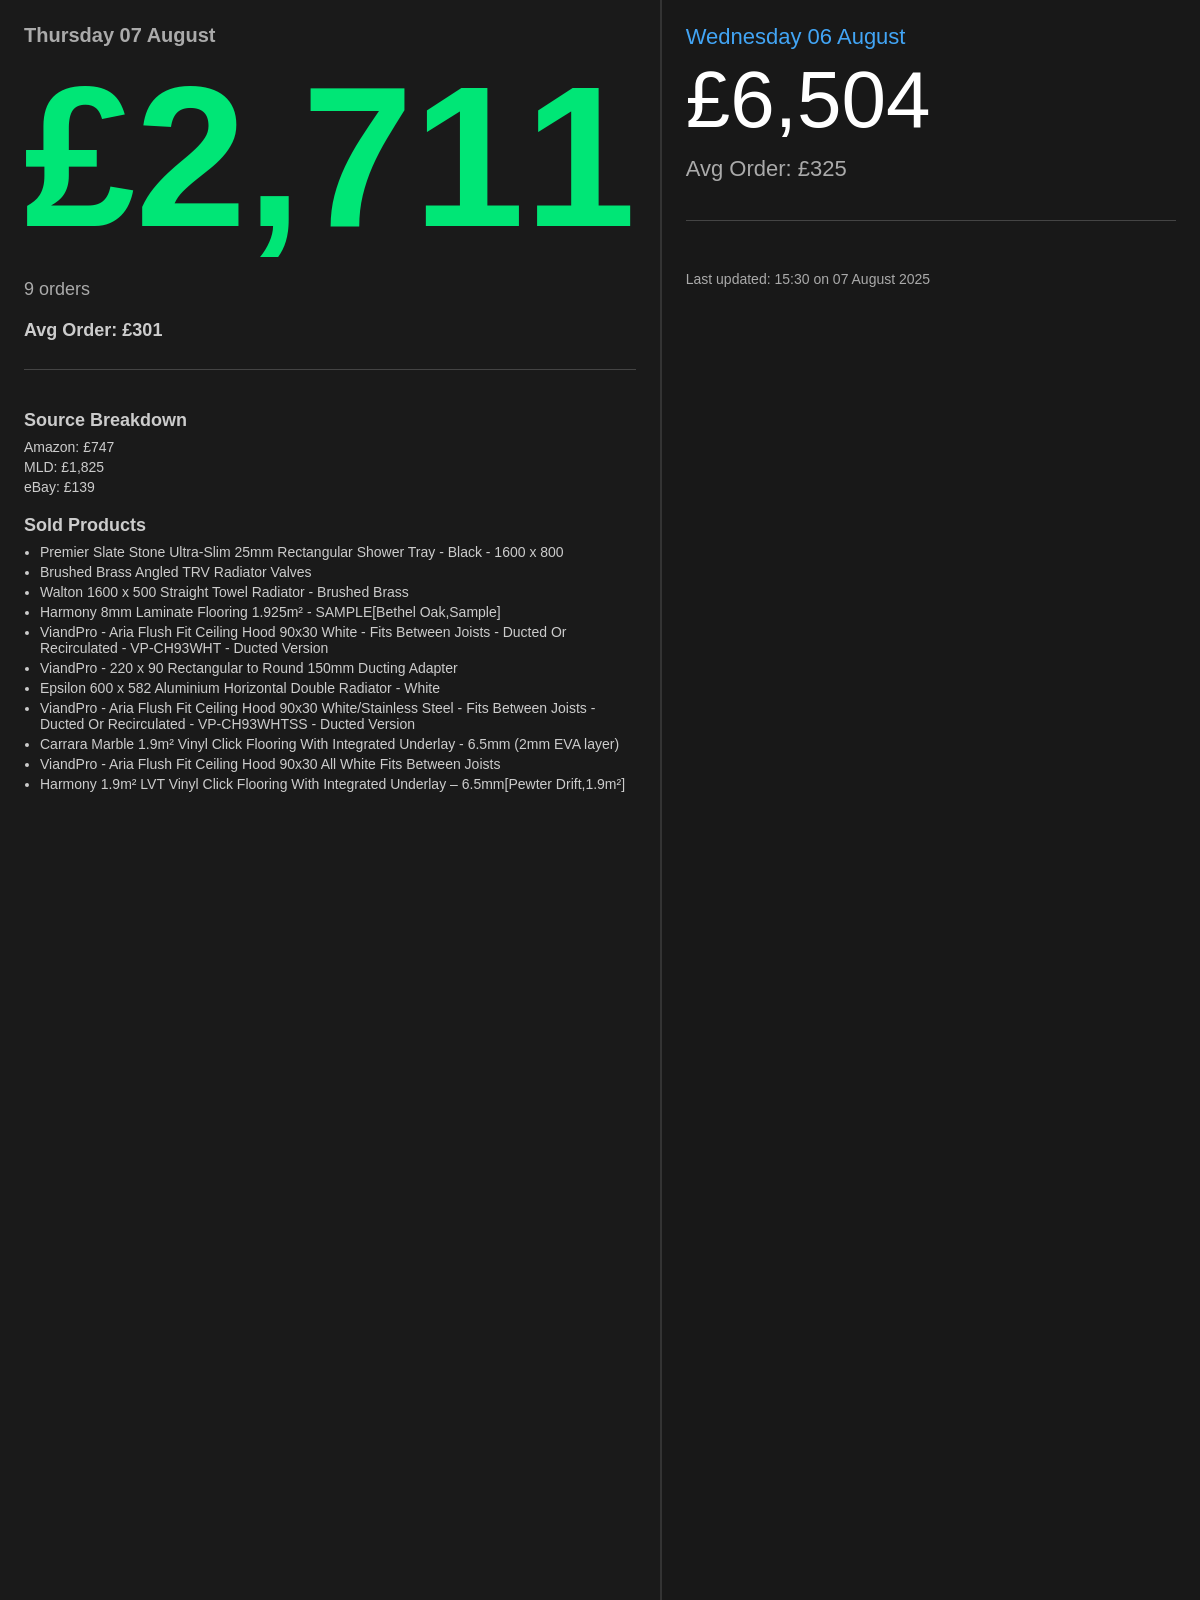 Thursday 07 August
£2,711
9 orders
Avg Order: £301
Source Breakdown
Amazon: £747
MLD: £1,825
eBay: £139
Sold Products
• Premier Slate Stone Ultra-Slim 25mm Rectangular Shower Tray - Black - 1600 x 800
• Brushed Brass Angled TRV Radiator Valves
• Walton 1600 x 500 Straight Towel Radiator - Brushed Brass
• Harmony 8mm Laminate Flooring 1.925m² - SAMPLE[Bethel Oak,Sample]
• ViandPro - Aria Flush Fit Ceiling Hood 90x30 White - Fits Between Joists - Ducted Or
Recirculated - VP-CH93WHT - Ducted Version
• ViandPro - 220 x 90 Rectangular to Round 150mm Ducting Adapter
• Epsilon 600 x 582 Aluminium Horizontal Double Radiator - White
• ViandPro - Aria Flush Fit Ceiling Hood 90x30 White/Stainless Steel - Fits Between Joists -
Ducted Or Recirculated - VP-CH93WHTSS - Ducted Version
• Carrara Marble 1.9m² Vinyl Click Flooring With Integrated Underlay - 6.5mm (2mm EVA layer)
• ViandPro - Aria Flush Fit Ceiling Hood 90x30 All White Fits Between Joists
• Harmony 1.9m² LVT Vinyl Click Flooring With Integrated Underlay – 6.5mm[Pewter Drift,1.9m²]
Wednesday 06 August
£6,504
Avg Order: £325
Last updated: 15:30 on 07 August 2025